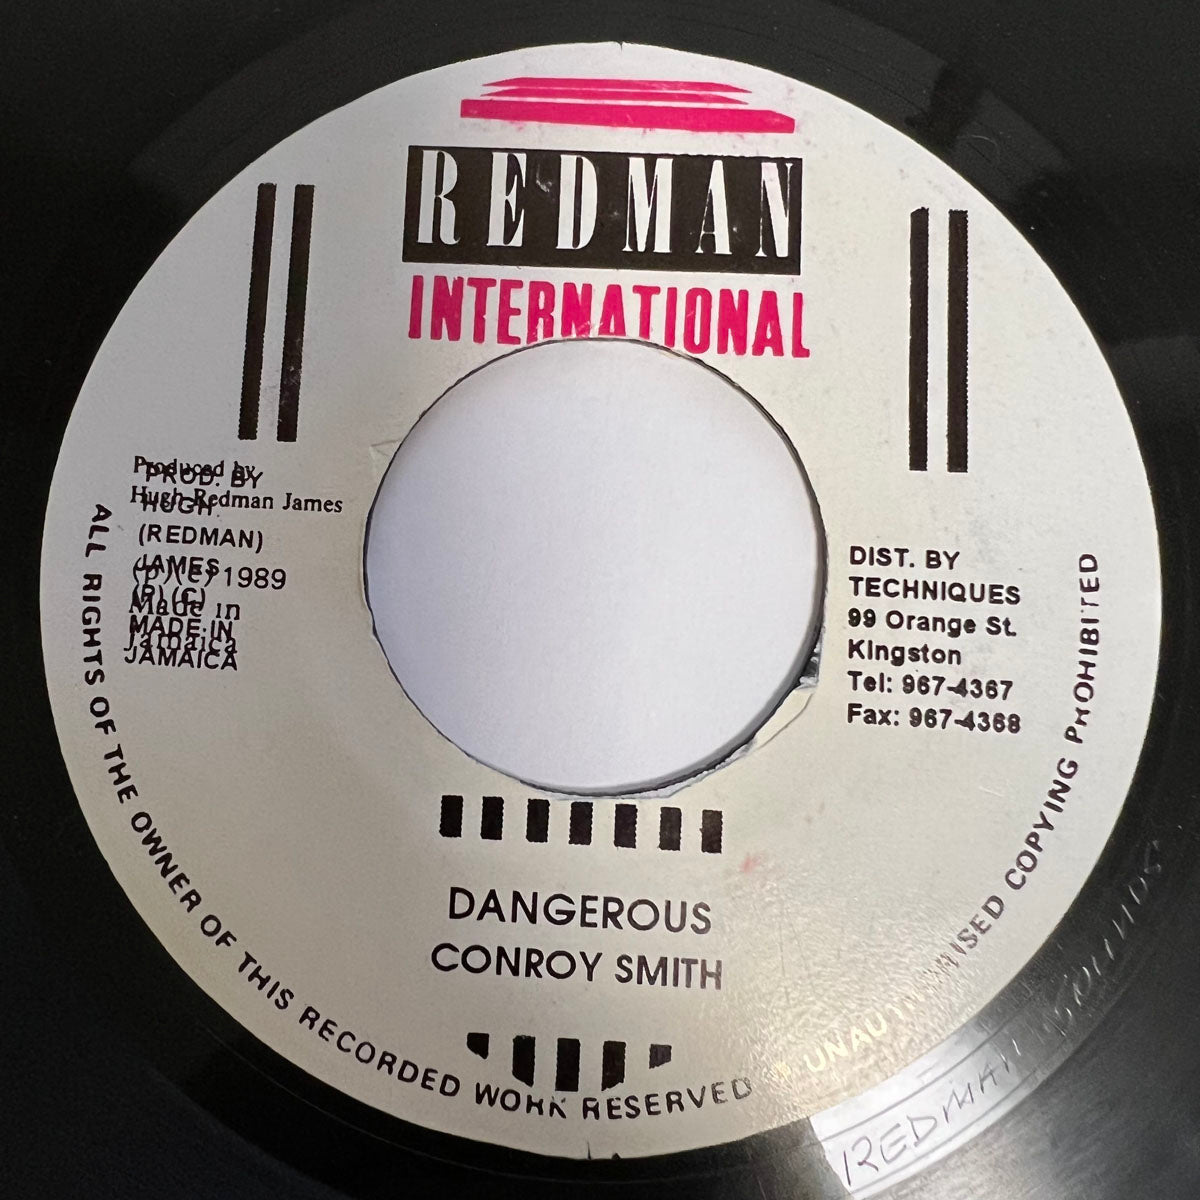 REDMAN
INTERNATIONAL
Produced by
Hugh Redman James
(p) (c) 1989
Made in
Jamaica
PROD. BY
HUGH
(REDMAN)
JAMES
(P) (C)
MADE IN
JAMAICA
DIST. BY
TECHNIQUES
99 Orange St.
Kingston
Tel: 967-4367
Fax: 967-4368
DANGEROUS
CONROY SMITH
ALL RIGHTS OF THE OWNER OF THIS RECORDED WORK RESERVED • UNAUTHORISED COPYING PROHIBITED
REDMAN SOUNDS